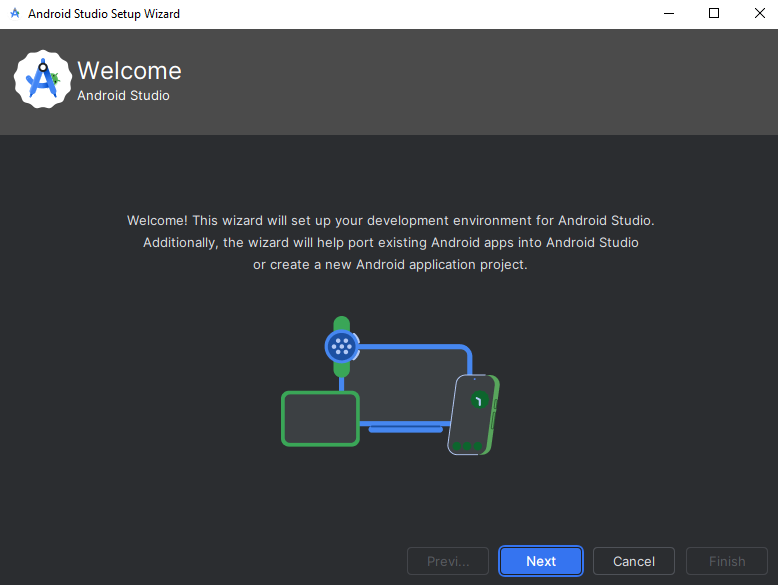 Android Studio Setup Wizard
Welcome
Android Studio
Welcome! This wizard will set up your development environment for Android Studio.
Additionally, the wizard will help port existing Android apps into Android Studio
or create a new Android application project.
Previ... Next Cancel Finish